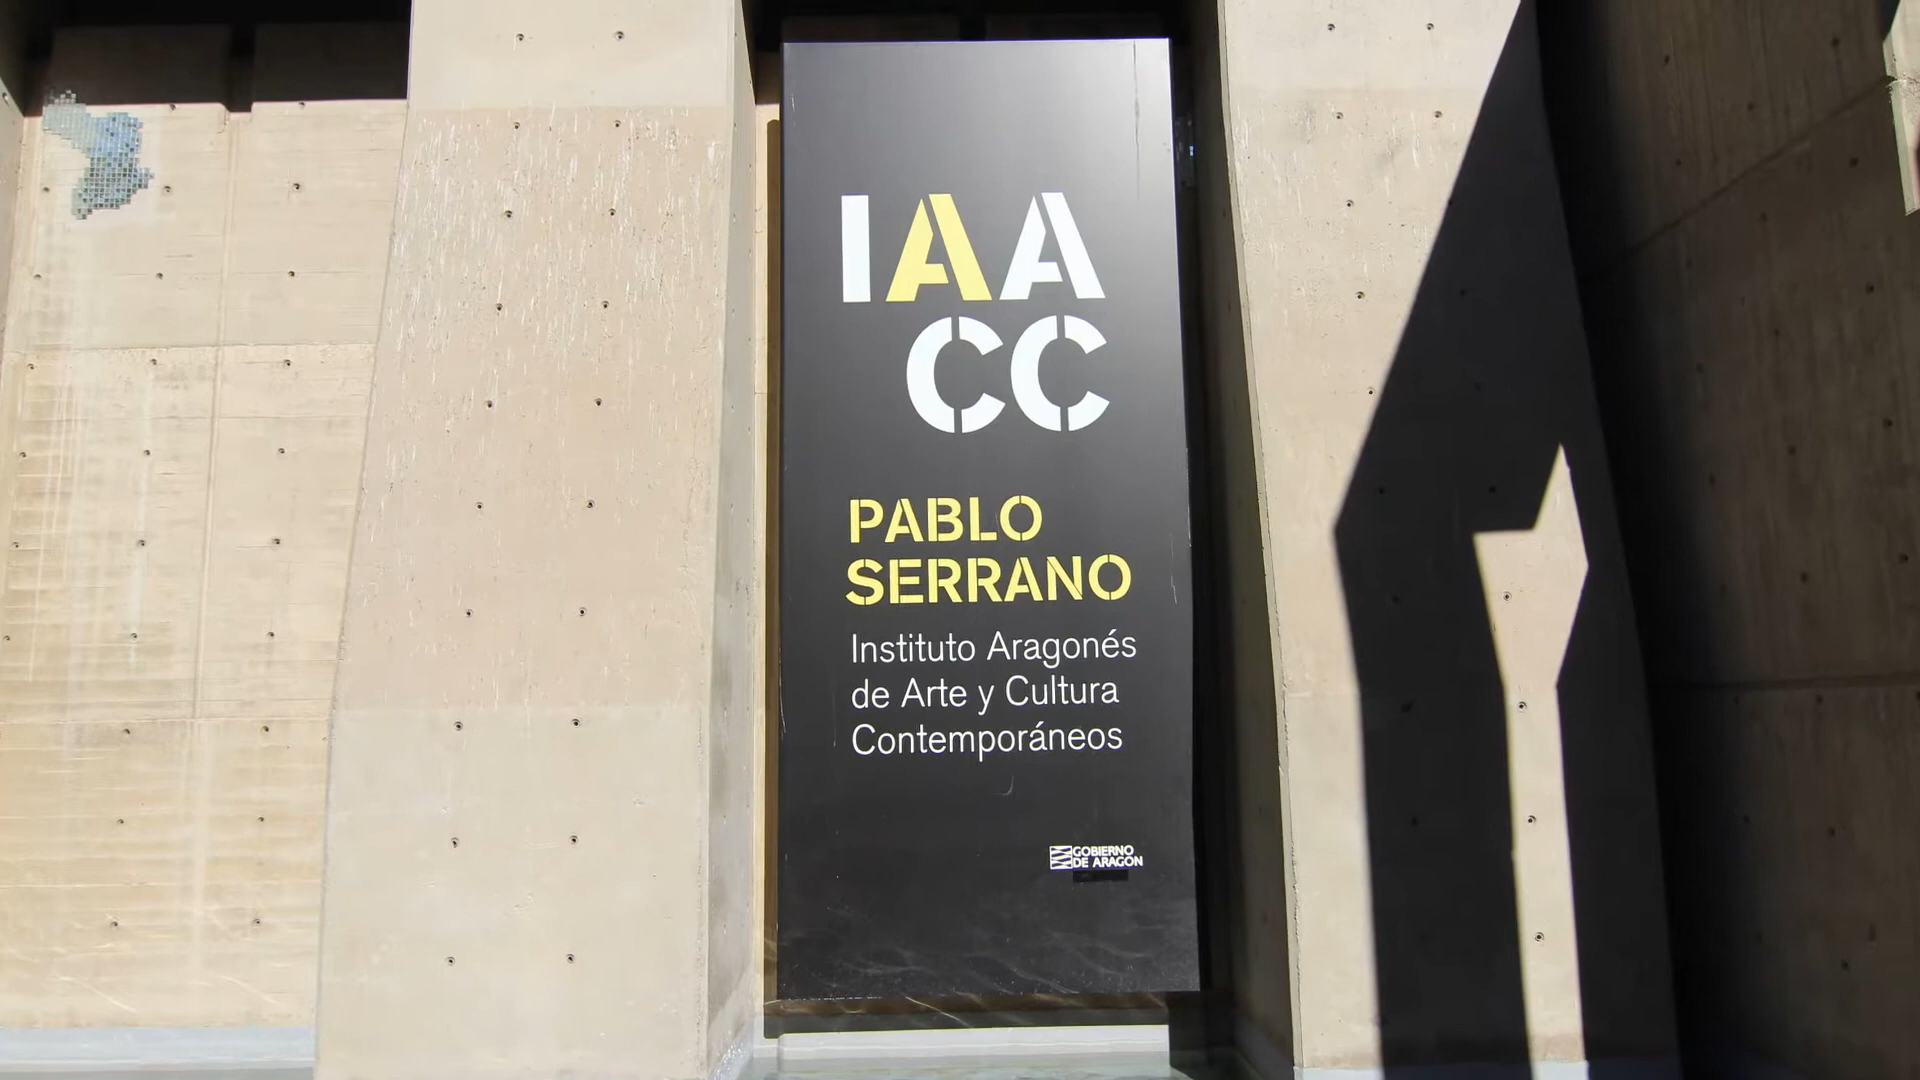 IAA
CC
PABLO
SERRANO
Instituto Aragonés
de Arte y Cultura
Contemporáneos
GOBIERNO
DE ARAGON